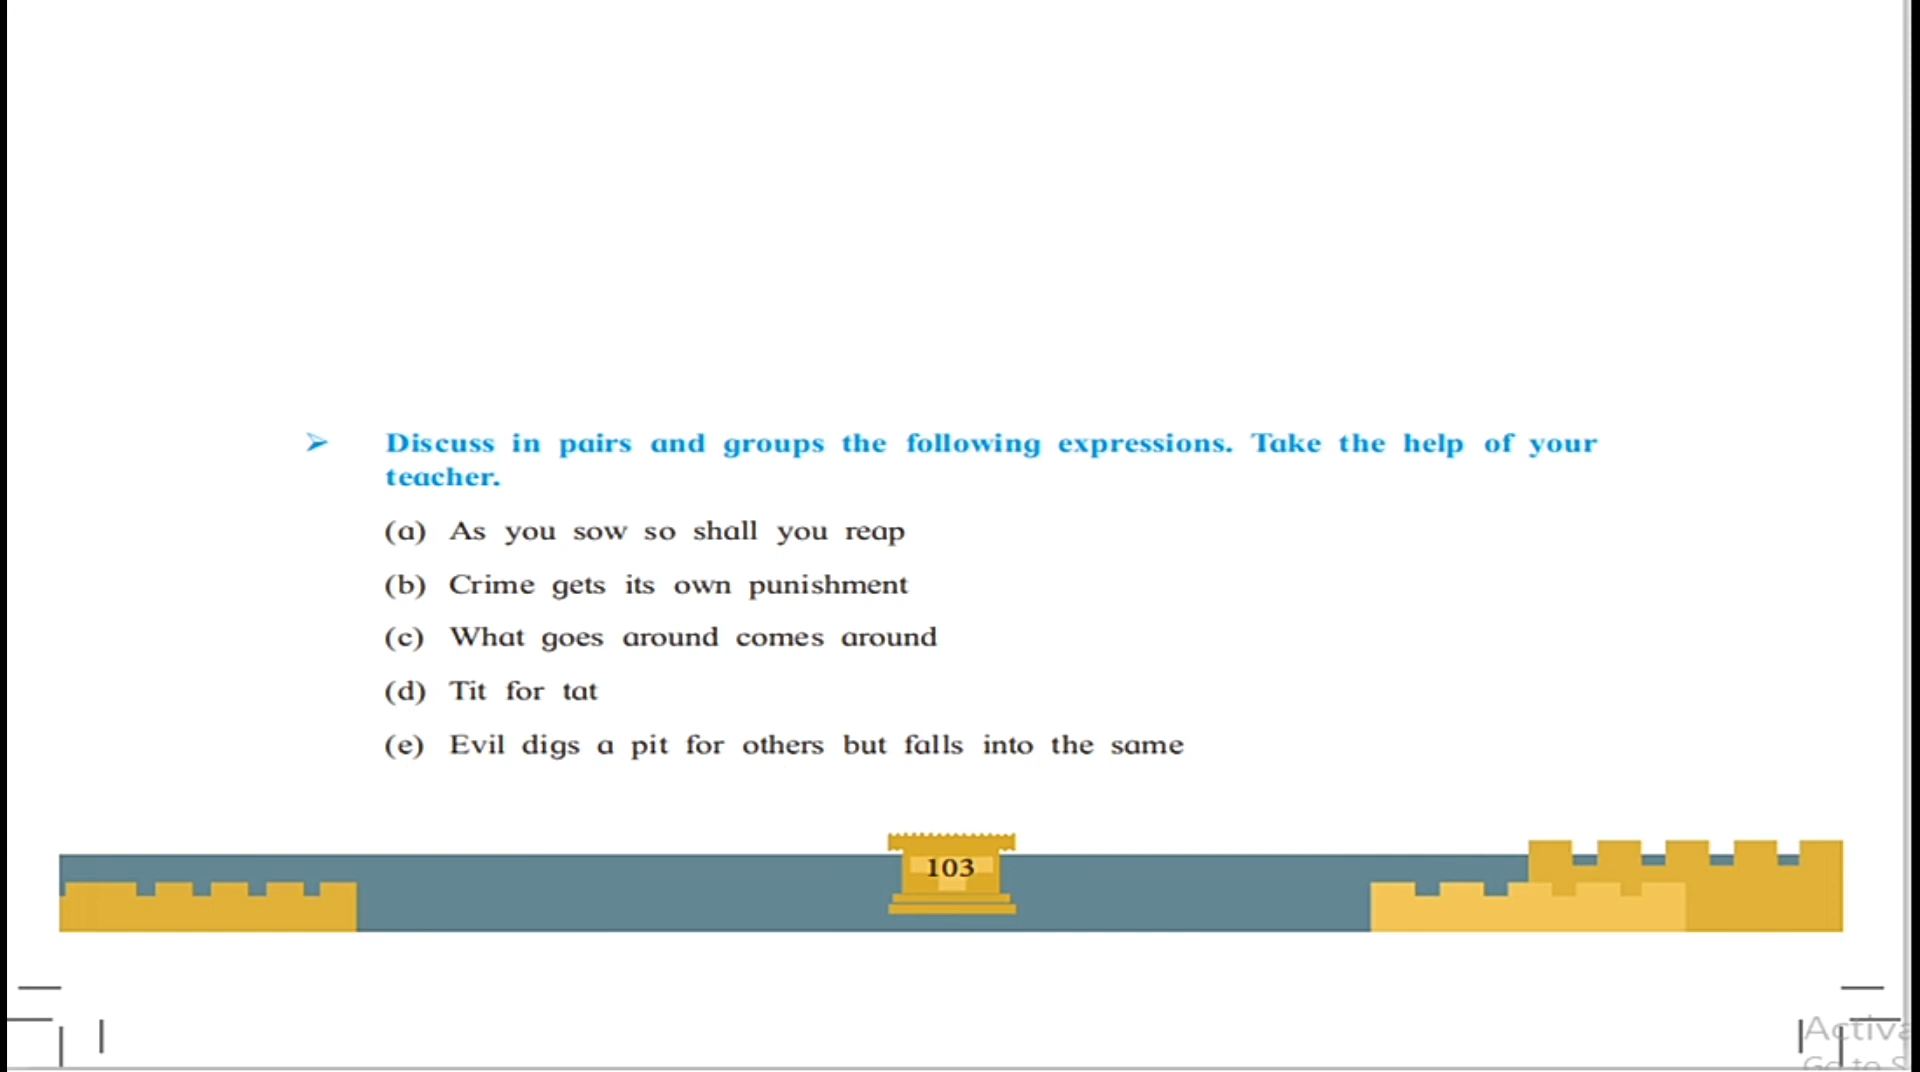 ➢ Discuss in pairs and groups the following expressions. Take the help of your
teacher.
(a) As you sow so shall you reap
(b) Crime gets its own punishment
(c) What goes around comes around
(d) Tit for tat
(e) Evil digs a pit for others but falls into the same
103